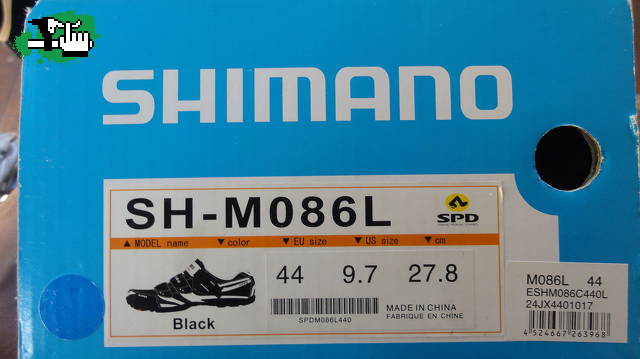 SHIMANO
SH-M086L
SPD
▲ MODEL name ▼ color ▼ EU size ▼ US size ▼ cm
44 9.7 27.8
Black
SPDM086L440
MADE IN CHINA
FABRIQUE EN CHINE
M086L 44
ESHM086C440L
24JX4401017
4 524667 263968